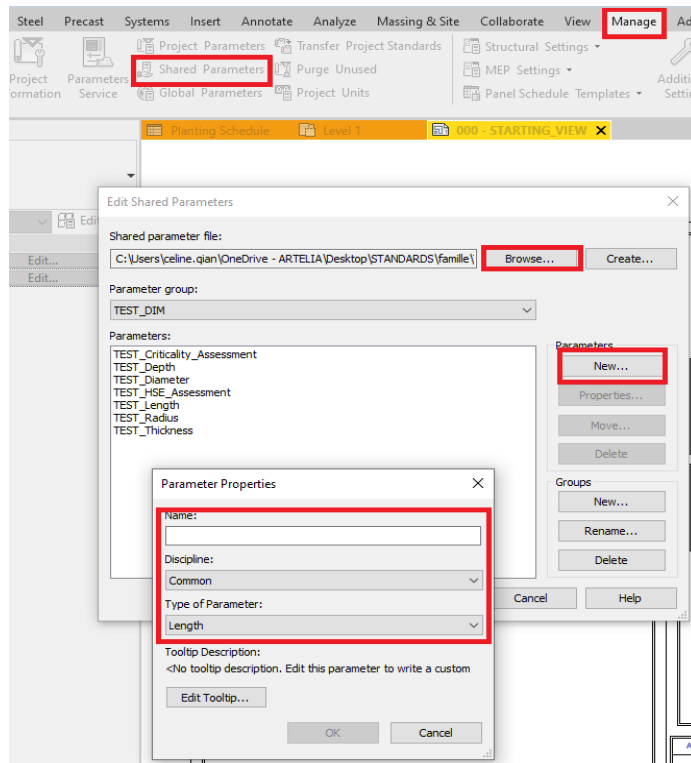 Steel Precast Systems Insert Annotate Analyze Massing & Site Collaborate View Manage Ad
Project Parameters Transfer Project Standards Structural Settings
Project Parameters Shared Parameters Purge Unused MEP Settings Additi
ormation Service Global Parameters Project Units Panel Schedule Templates Setti
Planting Schedule Level 1 000 - STARTING_VIEW
Edit Shared Parameters
Edi
Shared parameter file:
Edit... C:\Users\celine.qian\OneDrive - ARTELIA\Desktop\STANDARDS\famille\ Browse... Create...
Edit...
Parameter group:
TEST_DIM
Parameters: Parameters
TEST_Criticality_Assessment
TEST_Depth New...
TEST_Diameter
TEST_HSE_Assessment
TEST_Length Properties...
TEST_Radius
TEST_Thickness Move...
Delete
Parameter Properties Groups
New...
Name:
Rename...
Discipline: Delete
Common
Type of Parameter: Cancel Help
Length
Tooltip Description:
<No tooltip description. Edit this parameter to write a custom
Edit Tooltip...
OK Cancel
A